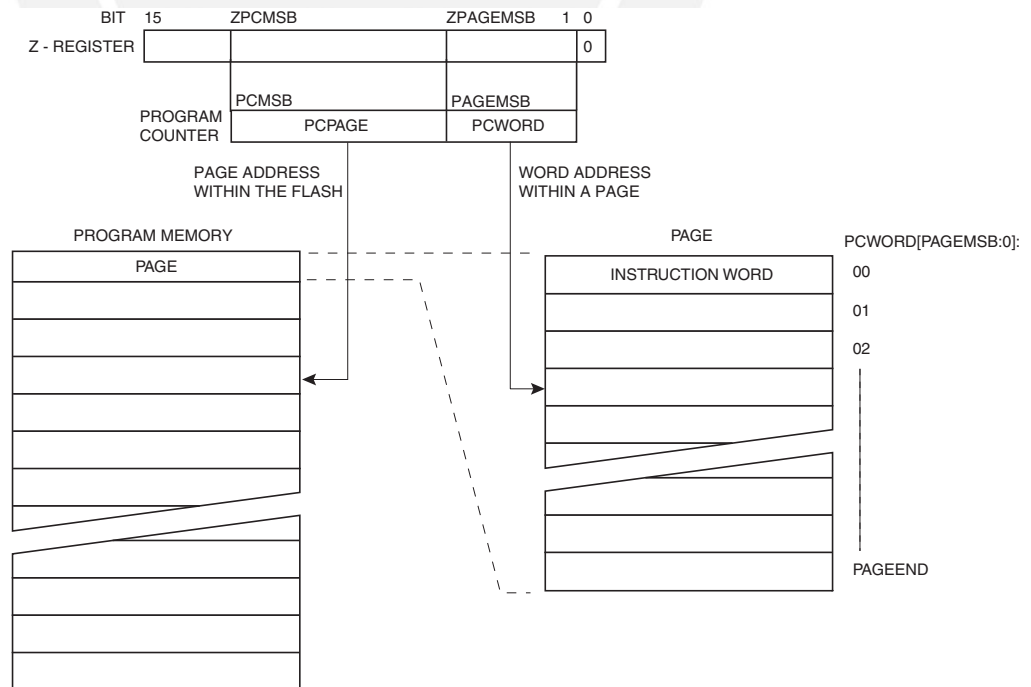 BIT 15 ZPCMSB ZPAGEMSB 1 0
Z - REGISTER 0
PCMSB PAGEMSB
PROGRAM
COUNTER
PCPAGE PCWORD
PAGE ADDRESS
WITHIN THE FLASH
WORD ADDRESS
WITHIN A PAGE
PROGRAM MEMORY
PAGE
PAGE
PCWORD[PAGEMSB:0]:
INSTRUCTION WORD
00
01
02
PAGEEND